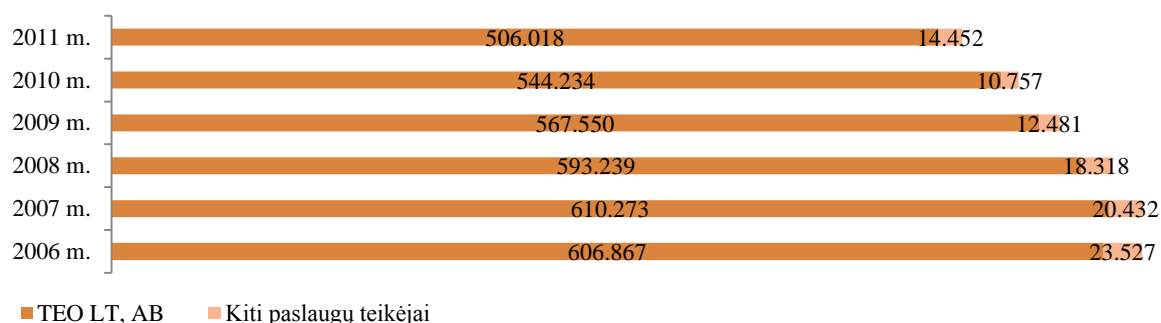 2011 m. 506.018 14.452
2010 m. 544.234 10.757
2009 m. 567.550 12.481
2008 m. 593.239 18.318
2007 m. 610.273 20.432
2006 m. 606.867 23.527
TEO LT, AB Kiti paslaugų teikėjai